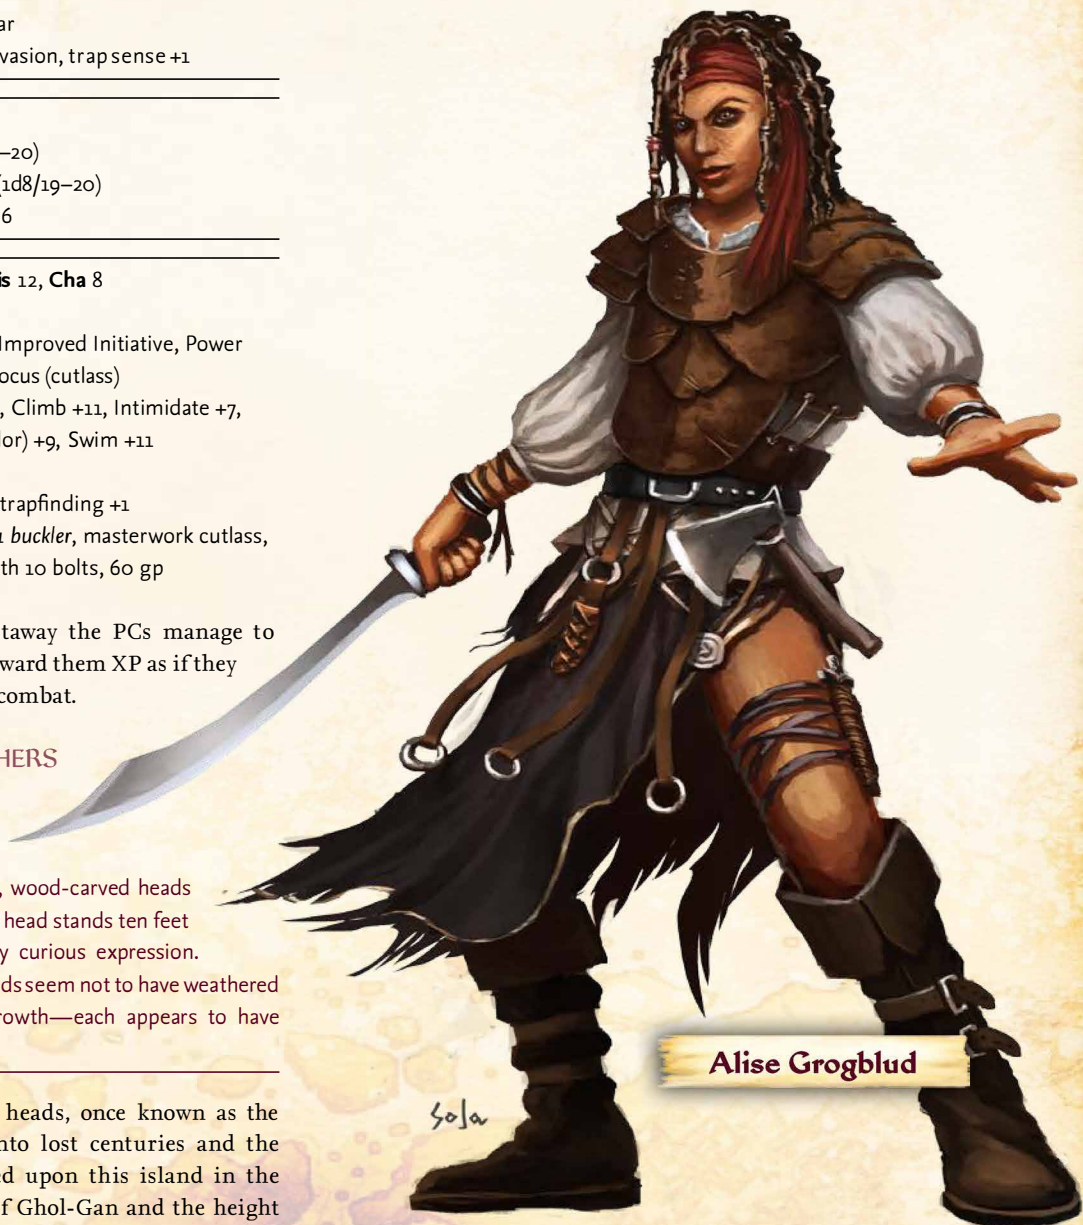 ar
vasion, trap sense +1
–20)
(1d8/19–20)
6
is 12, Cha 8
Improved Initiative, Power
ocus (cutlass)
, Climb +11, Intimidate +7,
lor) +9, Swim +11
trapfinding +1
1 buckler, masterwork cutlass,
th 10 bolts, 60 gp
taway the PCs manage to
ward them XP as if they
combat.
HERS
, wood-carved heads
head stands ten feet
y curious expression.
ds seem not to have weathered
rowth—each appears to have
Alise Grogblud
heads, once known as the
nto lost centuries and the
ed upon this island in the
f Ghol-Gan and the height
Sola